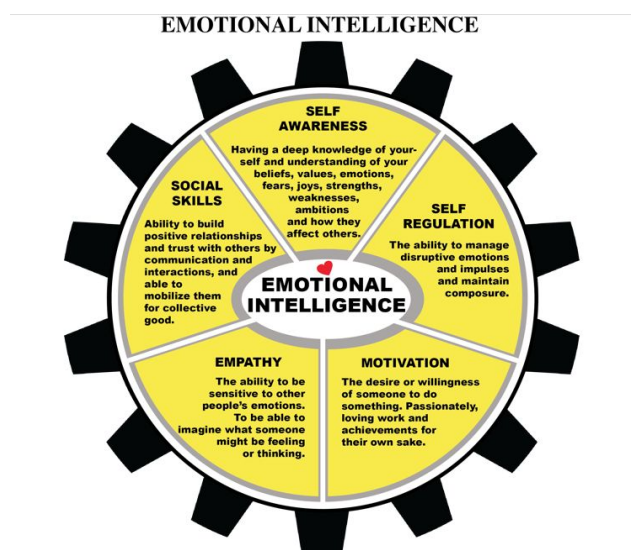 EMOTIONAL INTELLIGENCE
SELF
AWARENESS
Having a deep knowledge of your-
self and understanding of your
beliefs, values, emotions,
fears, joys, strengths,
weaknesses,
ambitions
and how they
affect others.
SELF
REGULATION
The ability to manage
disruptive emotions
and impulses
and maintain
composure.
MOTIVATION
The desire or willingness
of someone to do
something. Passionately,
loving work and
achievements for
their own sake.
EMPATHY
The ability to be
sensitive to other
people's emotions.
To be able to
imagine what someone
might be feeling
or thinking.
SOCIAL
SKILLS
Ability to build
positive relationships
and trust with others by
communication and
interactions, and
able to
mobilize them
for collective
good.
EMOTIONAL
INTELLIGENCE